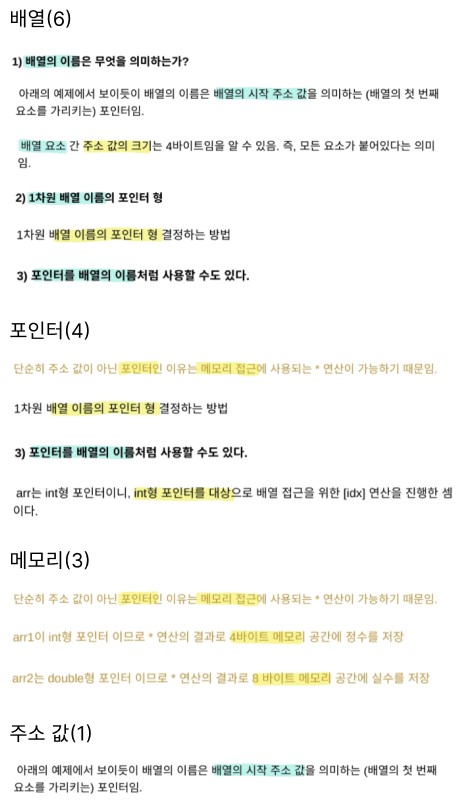 배열(6)
1) 배열의 이름은 무엇을 의미하는가?
아래의 예제에서 보이듯이 배열의 이름은 배열의 시작 주소 값을 의미하는 (배열의 첫 번째
요소를 가리키는) 포인터임.
배열 요소 간 주소 값의 크기는 4바이트임을 알 수 있음. 즉, 모든 요소가 붙어있다는 의미
임.
2) 1차원 배열 이름의 포인터 형
1차원 배열 이름의 포인터 형 결정하는 방법
3) 포인터를 배열의 이름처럼 사용할 수도 있다.
포인터(4)
단순히 주소 값이 아닌 포인터인 이유는 메모리 접근에 사용되는 * 연산이 가능하기 때문임.
1차원 배열 이름의 포인터 형 결정하는 방법
3) 포인터를 배열의 이름처럼 사용할 수도 있다.
arr는 int형 포인터이니, int형 포인터를 대상으로 배열 접근을 위한 [idx] 연산을 진행한 셈
이다.
메모리(3)
단순히 주소 값이 아닌 포인터인 이유는 메모리 접근에 사용되는 * 연산이 가능하기 때문임.
arr1이 int형 포인터 이므로 * 연산의 결과로 4바이트 메모리 공간에 정수를 저장
arr2는 double형 포인터 이므로 * 연산의 결과로 8 바이트 메모리 공간에 실수를 저장
주소 값(1)
아래의 예제에서 보이듯이 배열의 이름은 배열의 시작 주소 값을 의미하는 (배열의 첫 번째
요소를 가리키는) 포인터임.